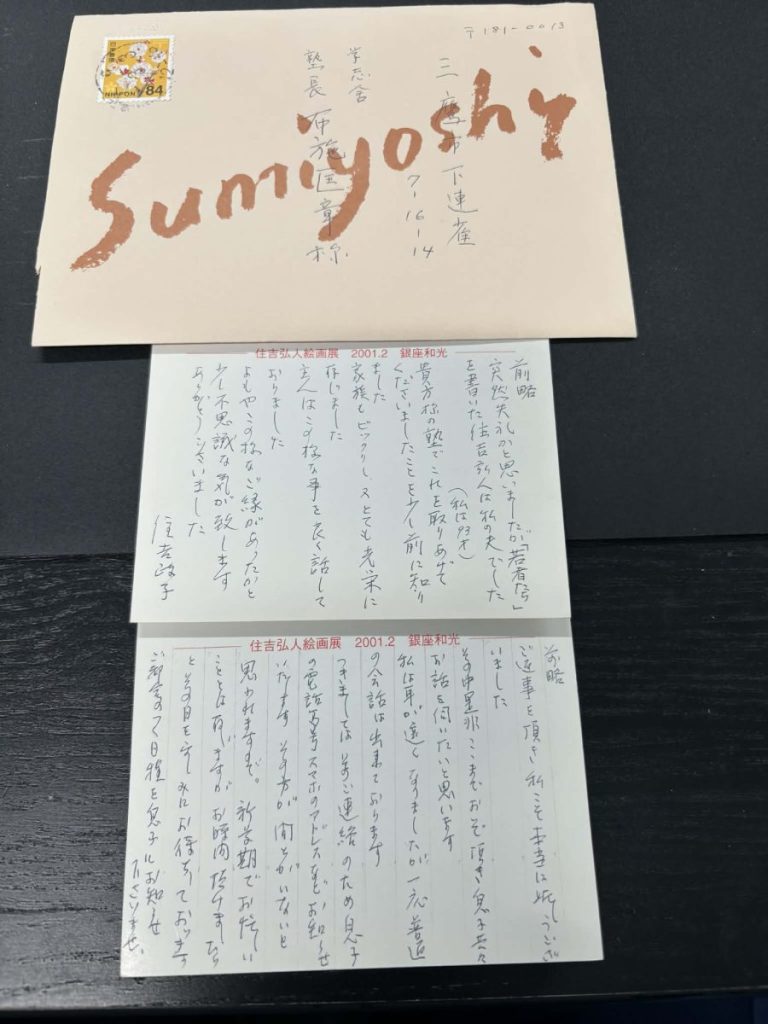 〒181-0013
三鷹市下連雀
7-16-14
学志舎
塾長 布施匡章様
NIPPON 84
Sumiyoshi
住吉弘人絵画展 2001.2 銀座和光
前略
突然失礼かと思いましたが「若者たち」
を書いた住吉弘人は私の夫でした
(私は93才)
貴方様の塾でこれを取りあげて
くださいましたことを少し前に知り
ました
家族もビックリし、又とても光栄に
存じました
主人はこの様な事を良く話して
おりました
よもやこの様なご縁があったかと
少し不思議な気が致します
ありがとうございました
住吉
住吉弘人絵画展 2001.2 銀座和光
前略
ご返事を頂き私こそ本当に嬉しうござ
いました
その中是非ここまでおいで頂き息子共々
お話を伺いたいと思います
私は耳が遠くなりましたが一応普通
の会話は出来ております
つきましてはそのご連絡のため息子
の電話番号スマホのアドレスなどお知らせ
いたします その方が間ちがいないと
思われますので。新学期でお忙しい
こととは存じますがお時間頂けましたら
とその日を楽しみにお待ちしております
ご都合のつく日程を息子にお知らせ
下さいませ、